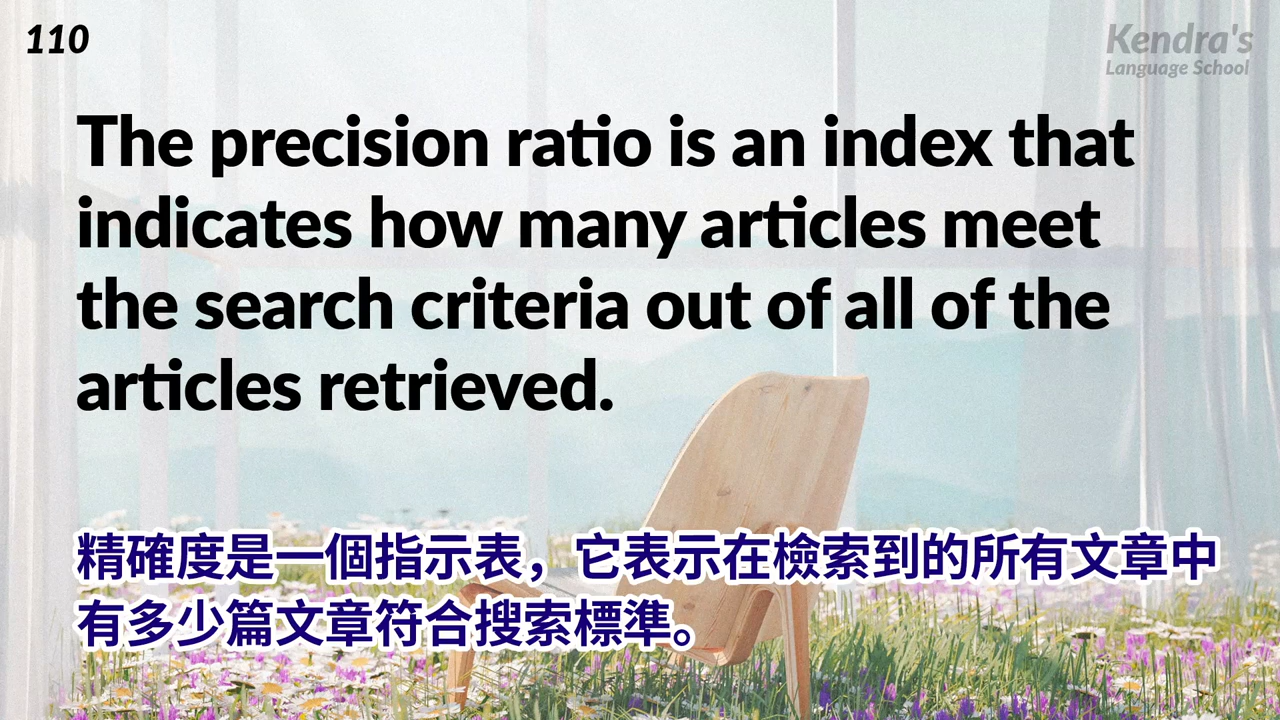 110
Kendra's
Language School
The precision ratio is an index that
indicates how many articles meet
the search criteria out of all of the
articles retrieved.
精確度是一個指示表，它表示在檢索到的所有文章中
有多少篇文章符合搜索標準。